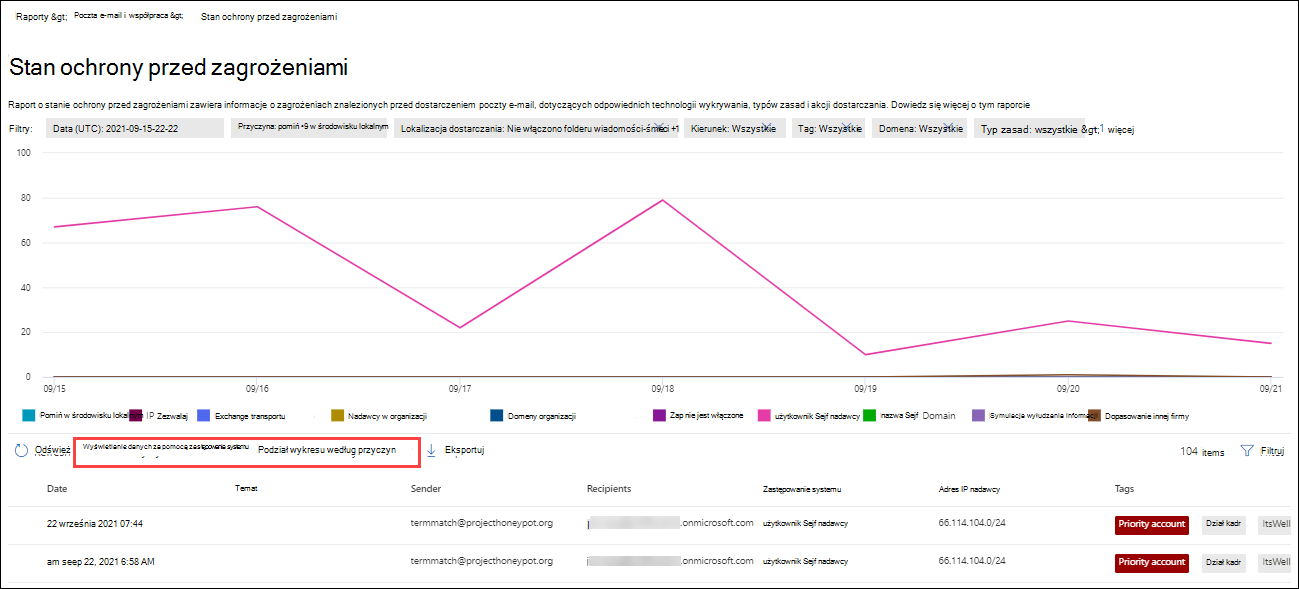 Raporty &gt; Poczta e-mail i współpraca &gt; Stan ochrony przed zagrożeniami
Stan ochrony przed zagrożeniami
Raport o stanie ochrony przed zagrożeniami zawiera informacje o zagrożeniach znalezionych przed dostarczeniem poczty e-mail, dotyczących odpowiednich technologii wykrywania, typów zasad i akcji dostarczania. Dowiedz się więcej o tym raporcie
Filtry: Data (UTC): 2021-09-15-22-22 Przyczyna: pomiń +9 w środowisku lokalnym Lokalizacja dostarczania: Nie włączono folderu wiadomości-śmieci +1 Kierunek: Wszystkie Tag: Wszystkie Domena: Wszystkie Typ zasad: wszystkie &gt;1 więcej
100
80
60
40
20
0
09/15 09/16 09/17 09/18 09/19 09/20 09/21
Pomiń w środowisku lokalnym IP Zezwalaj Exchange transportu Nadawcy w organizacji Domeny organizacji Zap nie jest włączone użytkownik Sejf nadawcy nazwa Sejf Domain Symulacja wyłudzenia informacji Dopasowanie innej firmy
Odśwież Wyświetlanie danych za pomocą zastępowania systemu Podział wykresu według przyczyn Eksportuj 104 items Filtruj
Date Temat Sender Recipients Zastępowanie systemu Adres IP nadawcy Tags
22 września 2021 07:44 termmatch@projecthoneypot.org .onmicrosoft.com użytkownik Sejf nadawcy 66.114.104.0/24 Priority account Dział kadr ItsWell
am seep 22, 2021 6:58 AM termmatch@projecthoneypot.org .onmicrosoft.com użytkownik Sejf nadawcy 66.114.104.0/24 Priority account Dział kadr ItsWell